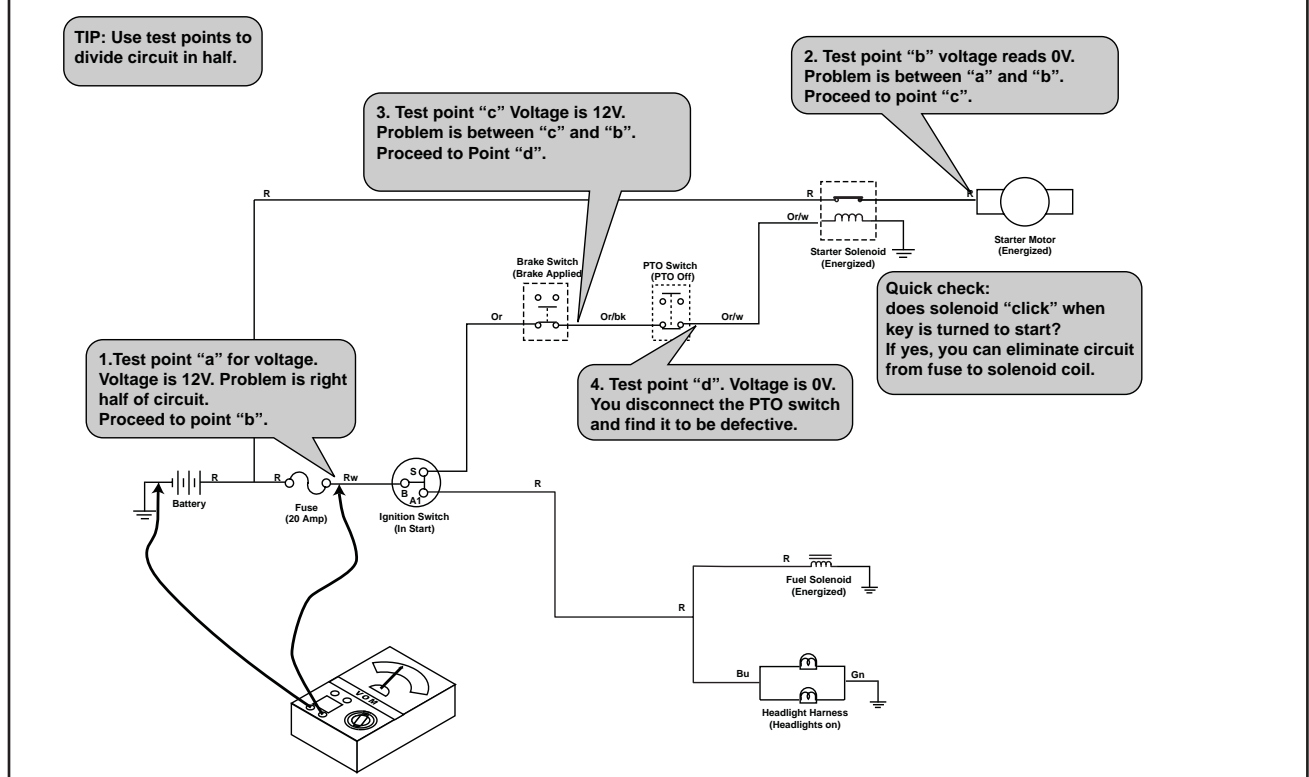 TIP: Use test points to
divide circuit in half.
2. Test point “b” voltage reads 0V.
Problem is between “a” and “b”.
Proceed to point “c”.
3. Test point “c” Voltage is 12V.
Problem is between “c” and “b”.
Proceed to Point “d”.
R
R
R
Or/w
Starter Solenoid
(Energized)
Starter Motor
(Energized)
Brake Switch
(Brake Applied
PTO Switch
(PTO Off)
Or
Or/bk
Or/w
Quick check:
does solenoid “click” when
key is turned to start?
If yes, you can eliminate circuit
from fuse to solenoid coil.
1.Test point “a” for voltage.
Voltage is 12V. Problem is right
half of circuit.
Proceed to point “b”.
4. Test point “d”. Voltage is 0V.
You disconnect the PTO switch
and find it to be defective.
R
R
Rw
S
B
A1
R
Battery
Fuse
(20 Amp)
Ignition Switch
(In Start)
R
Fuel Solenoid
(Energized)
R
Bu
Gn
Headlight Harness
(Headlights on)
VOM